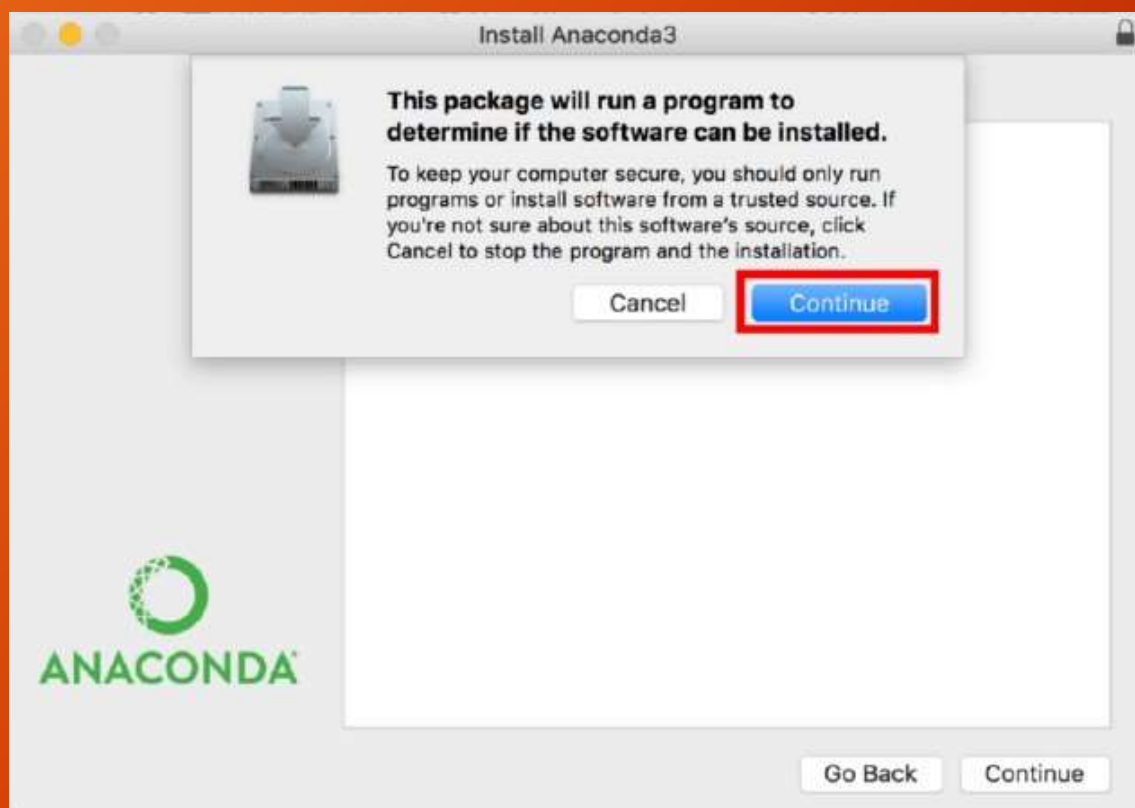 Install Anaconda3
This package will run a program to
determine if the software can be installed.
To keep your computer secure, you should only run
programs or install software from a trusted source. If
you're not sure about this software's source, click
Cancel to stop the program and the installation.
Cancel
Continue
ANACONDA
Go Back
Continue